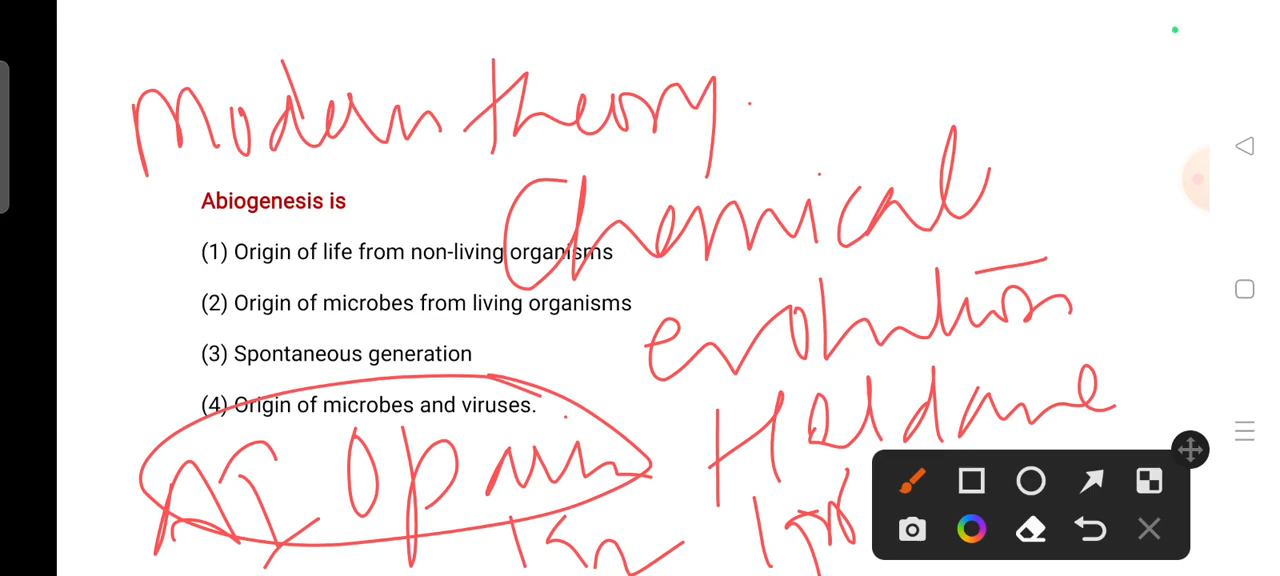 Modern theory.
Chemical
Abiogenesis is
(1) Origin of life from non-living organisms
(2) Origin of microbes from living organisms
evolution
(3) Spontaneous generation
(4) Origin of microbes and viruses.
Haldane
AI Oparin